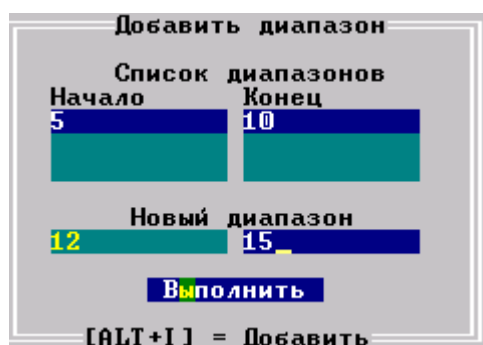 Добавить диапазон
Список диапазонов
Начало Конец
5 10
Новый диапазон
12 15_
Выполнить
[ALT+I] = Добавить